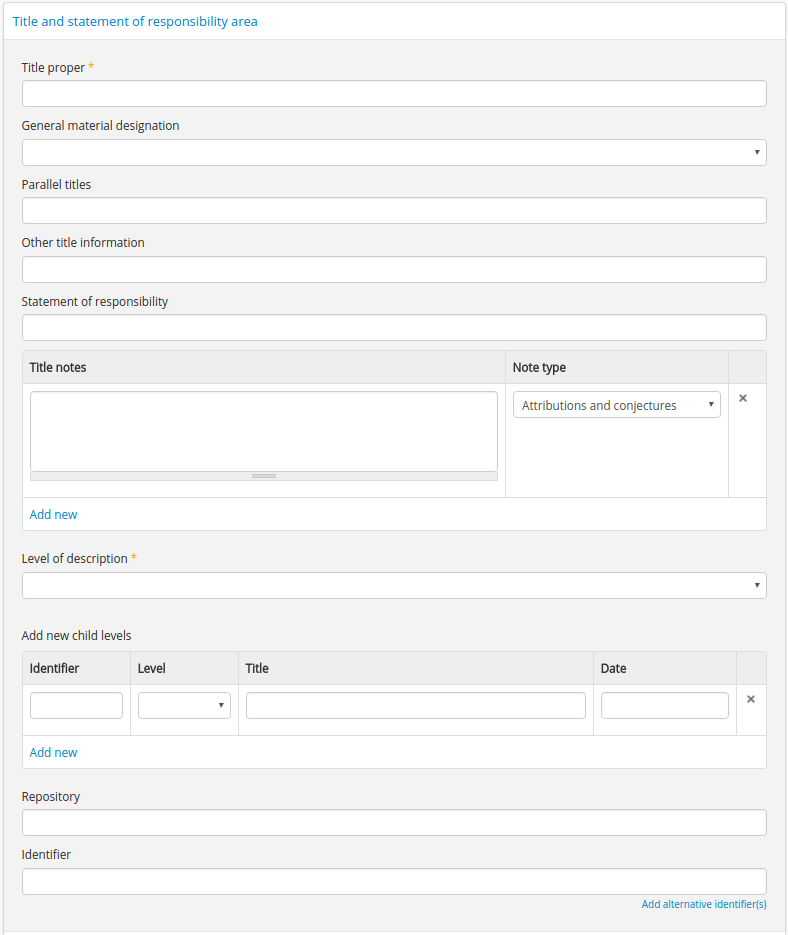 Title and statement of responsibility area
Title proper *
General material designation
Parallel titles
Other title information
Statement of responsibility
Title notes Note type
Attributions and conjectures
Add new
Level of description *
Add new child levels
Identifier Level Title Date
Add new
Repository
Identifier
Add alternative identifier(s)